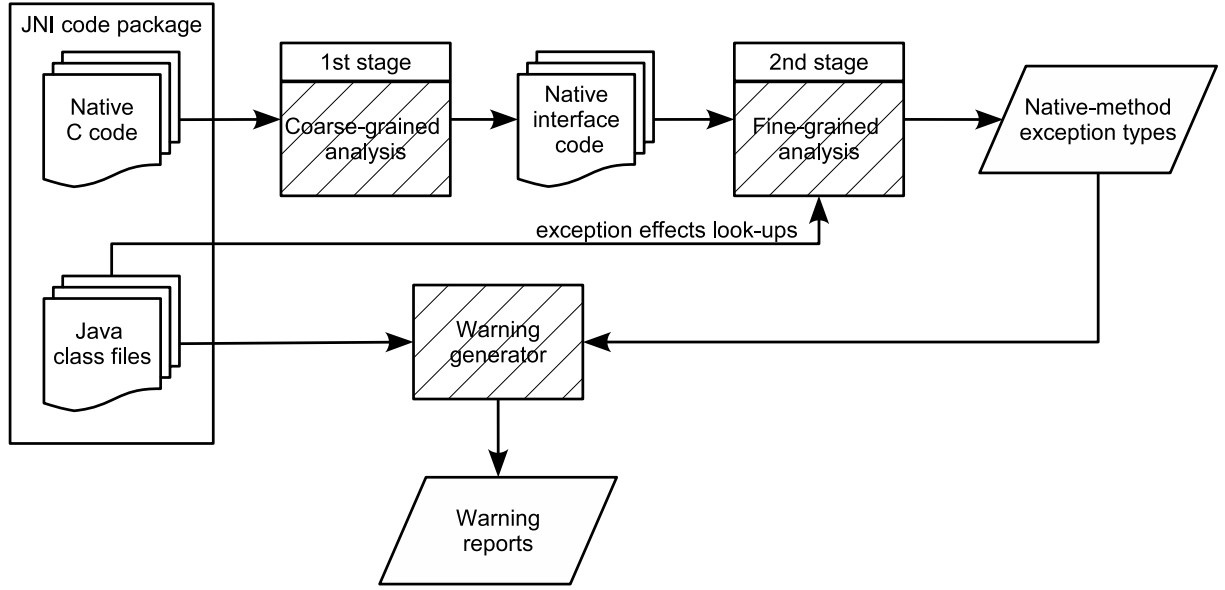 JNI code package
Native
C code
1st stage
Coarse-grained
analysis
Native
interface
code
2nd stage
Fine-grained
analysis
Native-method
exception types
exception effects look-ups
Java
class files
Warning
generator
Warning
reports